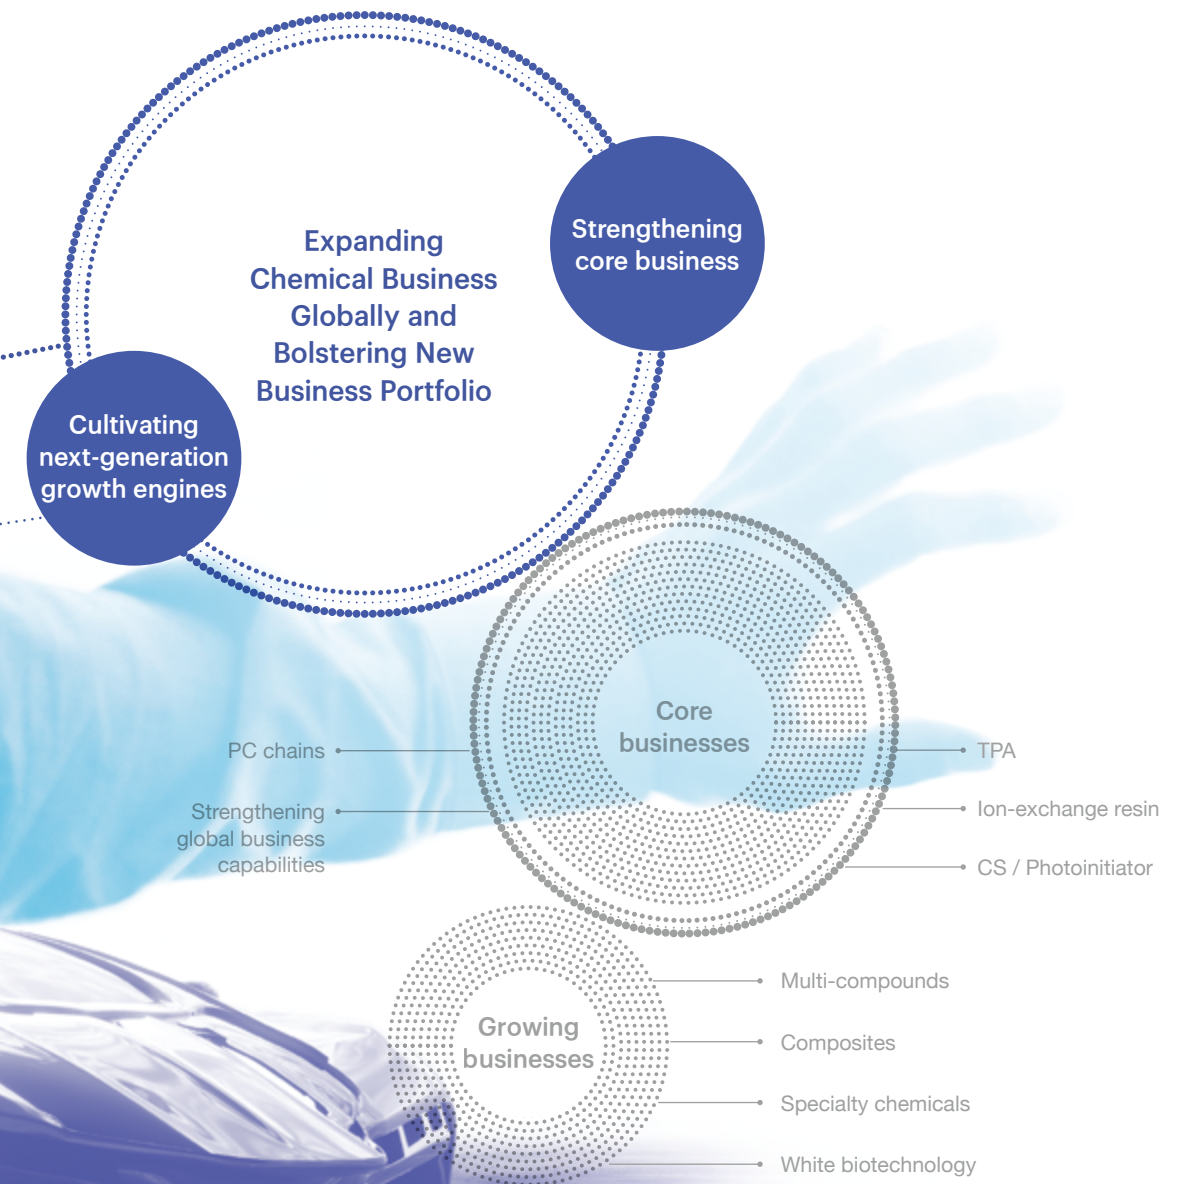 Expanding
Chemical Business
Globally and
Bolstering New
Business Portfolio
Strengthening
core business
Cultivating
next-generation
growth engines
Core
businesses
PC chains
Strengthening
global business
capabilities
TPA
Ion-exchange resin
CS / Photoinitiator
Growing
businesses
Multi-compounds
Composites
Specialty chemicals
White biotechnology